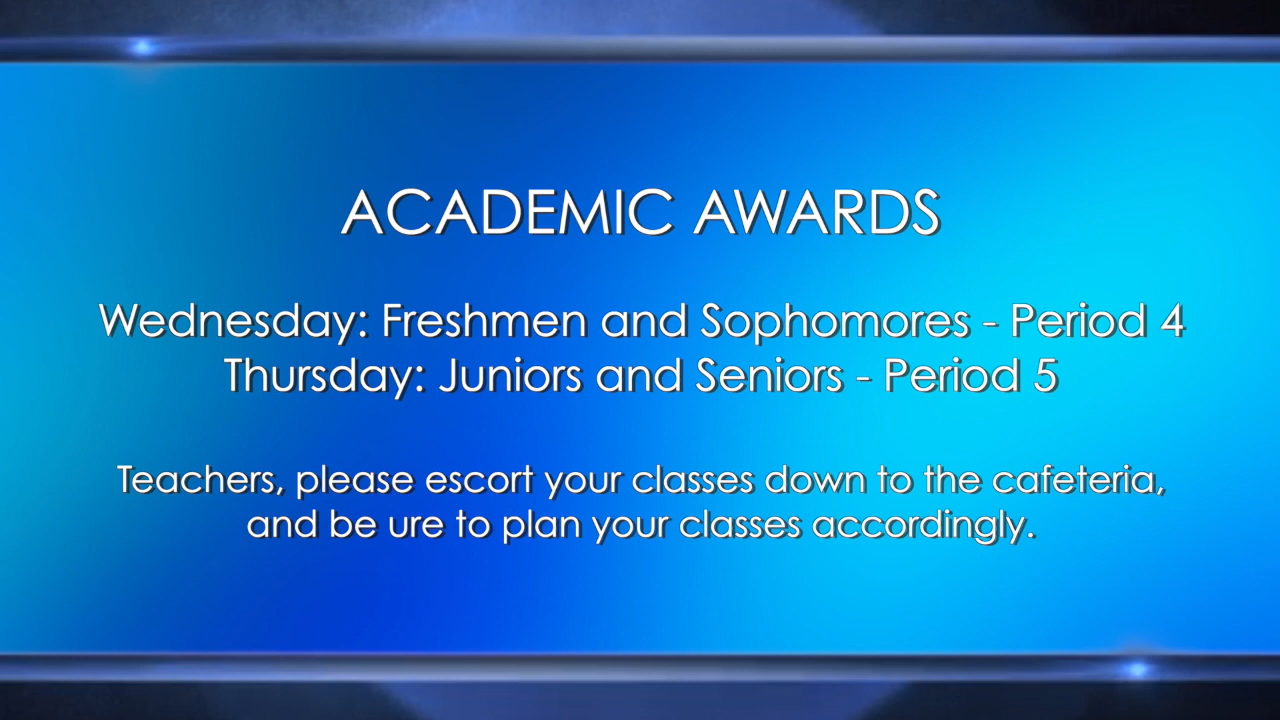 ACADEMIC AWARDS
Wednesday: Freshmen and Sophomores - Period 4
Thursday: Juniors and Seniors - Period 5
Teachers, please escort your classes down to the cafeteria,
and be ure to plan your classes accordingly.